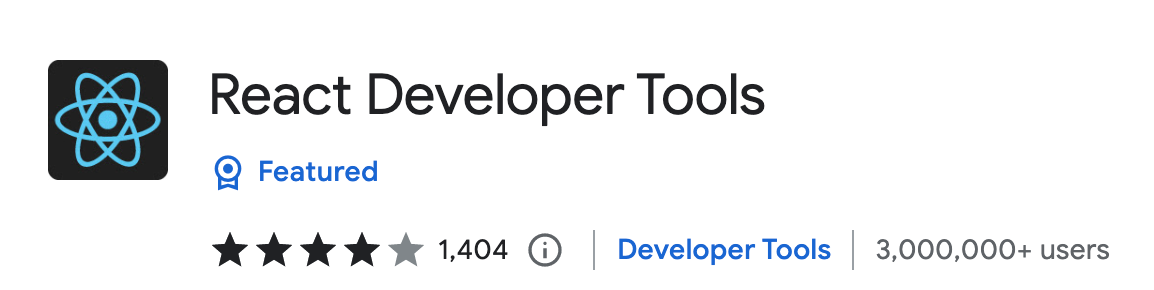 React Developer Tools
Featured
1,404 Developer Tools 3,000,000+ users